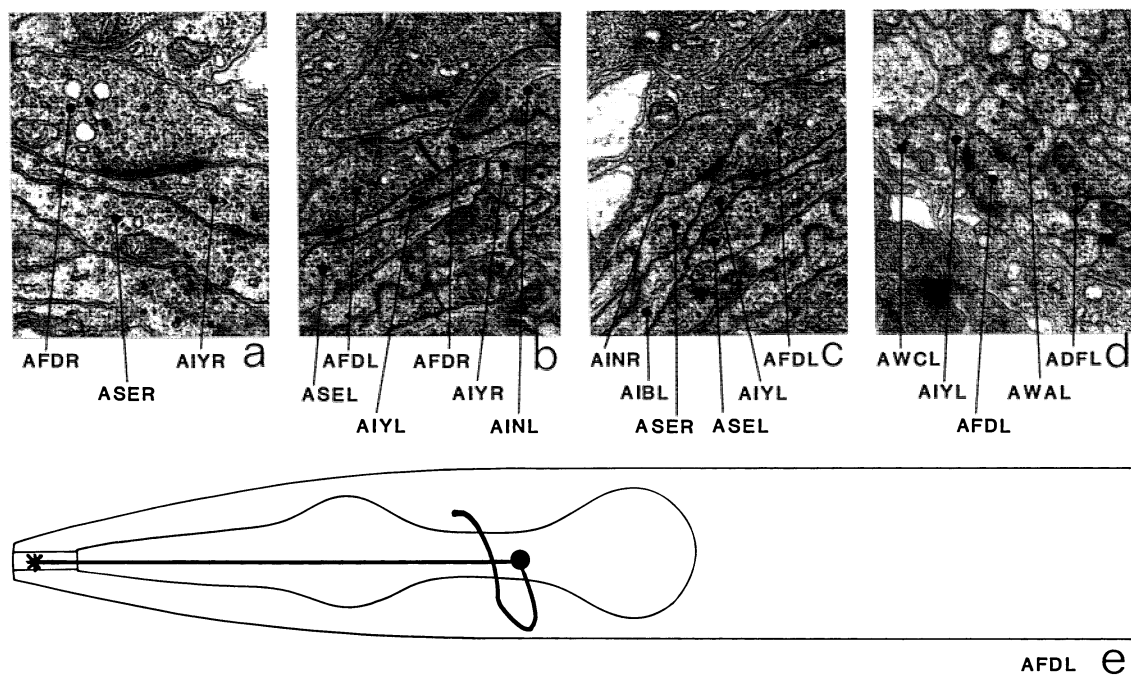 AFDR AIYR a
ASER
AFDL AFDR b
ASEL AIYR
AIYL AINL
AINR AFDL c
AIBL AIYL
ASER ASEL
AWCL ADFL d
AIYL AWAL
AFDL
AFDL e